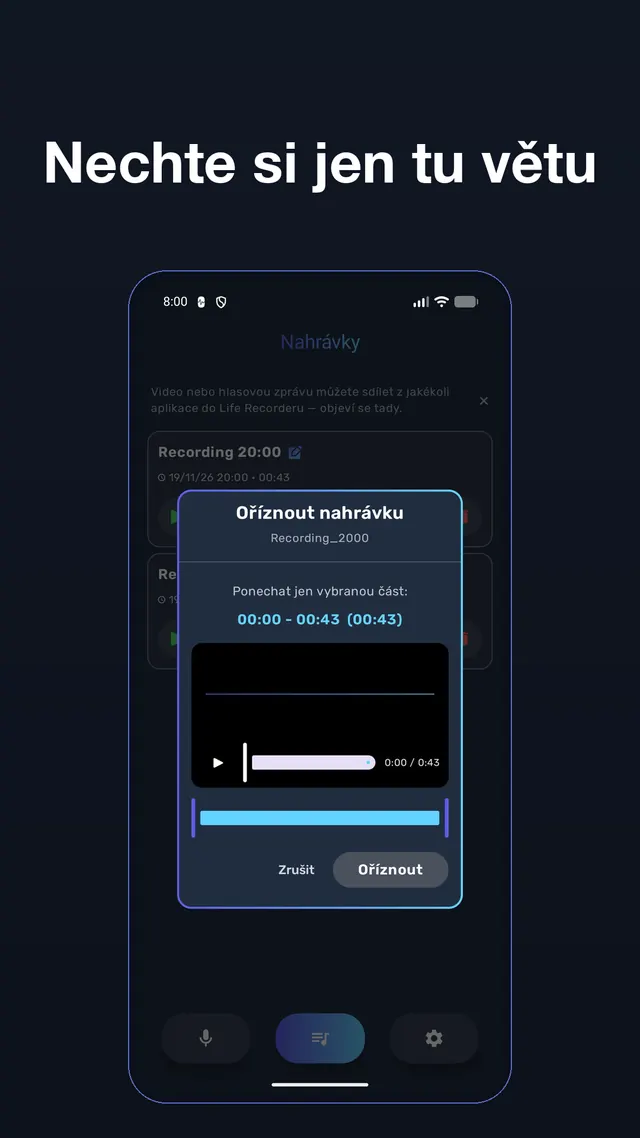 Nechte si jen tu větu
8:00
Nahrávky
Video nebo hlasovou zprávu můžete sdílet z jakékoli
aplikace do Life Recorderu — objeví se tady.
Recording 20:00
19/11/26 20:00 • 00:43
Oříznout nahrávku
Recording_2000
Re
19
Ponechat jen vybranou část:
00:00 - 00:43 (00:43)
0:00 / 0:43
Zrušit
Oříznout